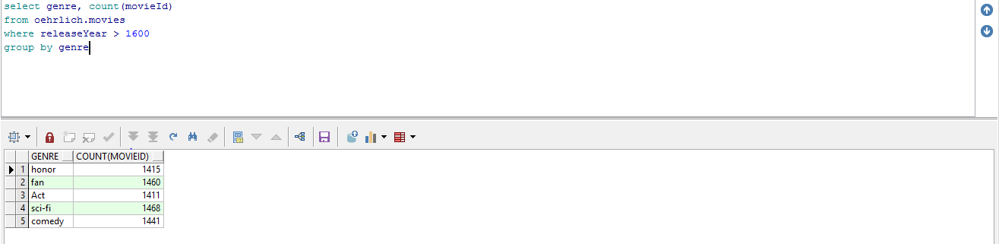 select genre, count(movieId)
from oehrlich.movies
where releaseYear > 1600
group by genre
GENRE COUNT(MOVIEID)
1 honor 1415
2 fan 1460
3 Act 1411
4 sci-fi 1468
5 comedy 1441